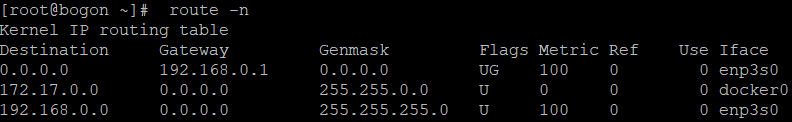 [root@bogon ~]#  route -n
Kernel IP routing table
Destination     Gateway         Genmask         Flags Metric Ref    Use Iface
0.0.0.0         192.168.0.1     0.0.0.0         UG    100    0        0 enp3s0
172.17.0.0      0.0.0.0         255.255.0.0     U     0      0        0 docker0
192.168.0.0     0.0.0.0         255.255.255.0   U     100    0        0 enp3s0